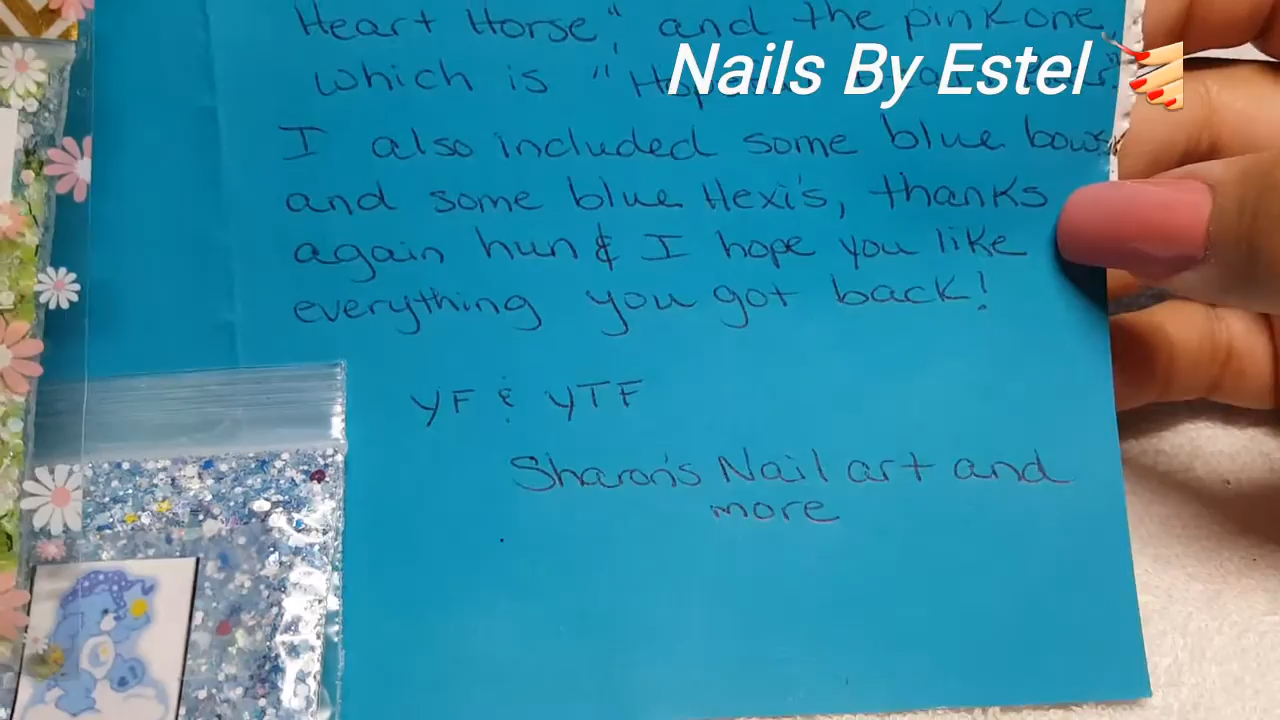 Heart Horse", and the pink one,
which is "
Nails By Estel
I also included some blue bows
and some blue Hexi's, thanks
again hun & I hope you like
everything you got back!
YF & YTF
Sharon's Nail art and
more